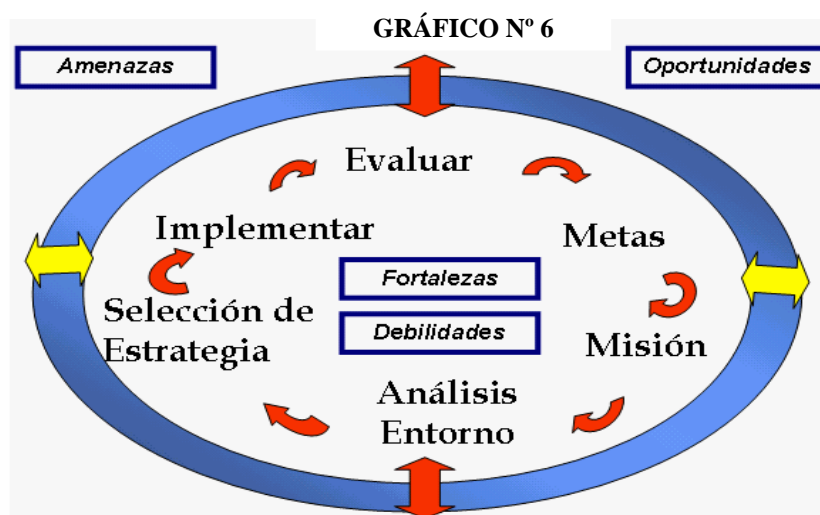 GRÁFICO Nº 6
Amenazas
Oportunidades
Evaluar
Implementar
Metas
Fortalezas
Selección de
Estrategia
Debilidades
Misión
Análisis
Entorno